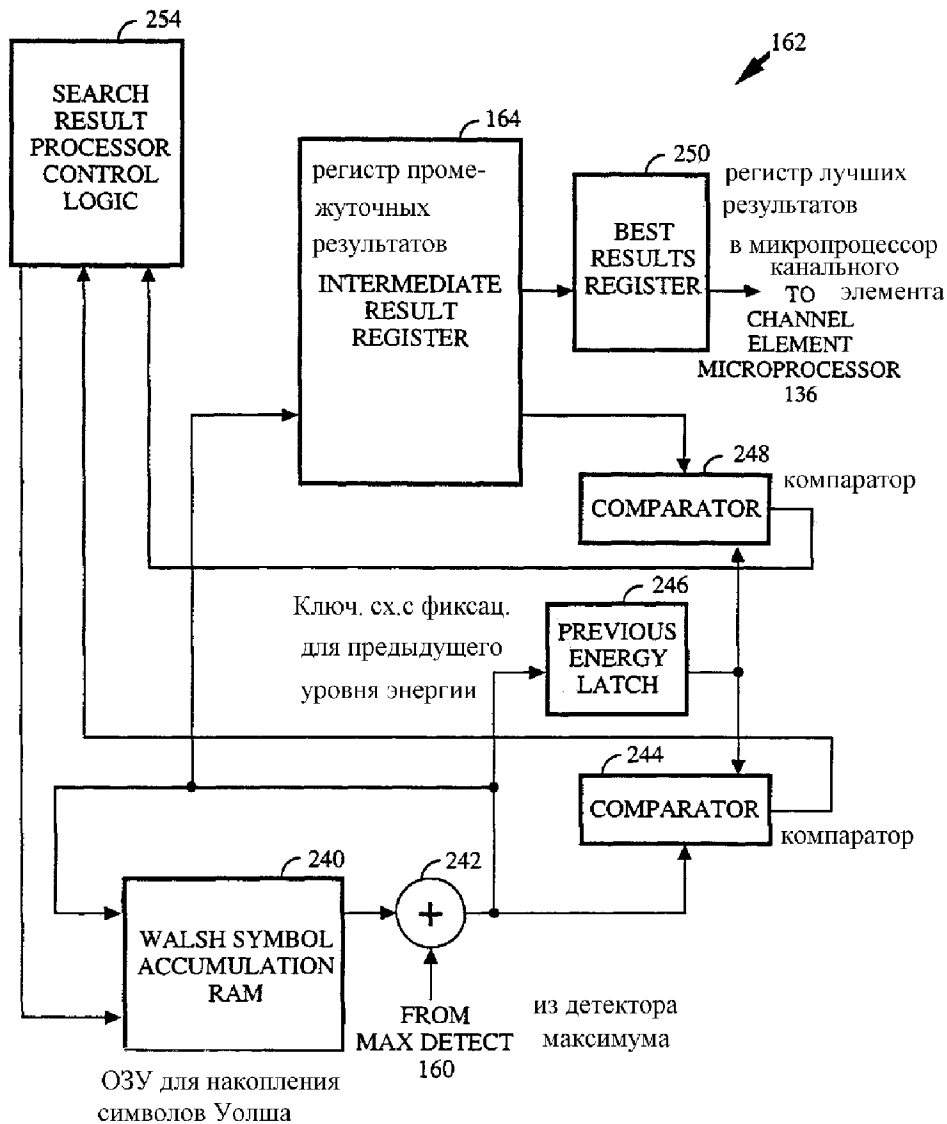 254
SEARCH
RESULT
PROCESSOR
CONTROL
LOGIC
162
164
регистр проме-
жуточных
результатов
INTERMEDIATE
RESULT
REGISTER
250
BEST
RESULTS
REGISTER
регистр лучших
результатов
в микропроцессор
канального
элемента
TO
CHANNEL
ELEMENT
MICROPROCESSOR
136
248
COMPARATOR
компаратор
246
PREVIOUS
ENERGY
LATCH
Ключ. сх.с фиксац.
для предыдущего
уровня энергии
244
COMPARATOR
компаратор
240
WALSH SYMBOL
ACCUMULATION
RAM
242
+
FROM
MAX DETECT
160
из детектора
максимума
ОЗУ для накопления
символов Уолша